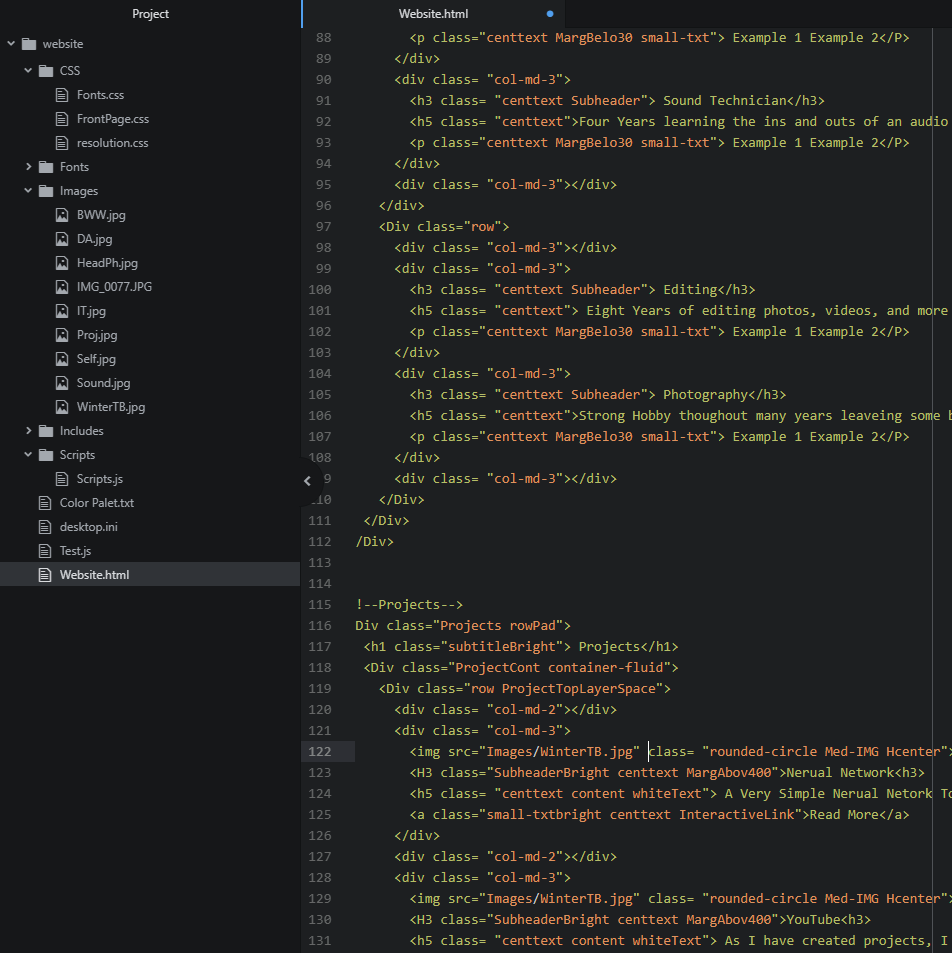 Project
website
CSS
Fonts.css
FrontPage.css
resolution.css
Fonts
Images
BWW.jpg
DA.jpg
HeadPh.jpg
IMG_0077.JPG
IT.jpg
Proj.jpg
Self.jpg
Sound.jpg
WinterTB.jpg
Includes
Scripts
Scripts.js
Color Palet.txt
desktop.ini
Test.js
Website.html
Website.html
88 <p class="centtext MargBelo30 small-txt"> Example 1 Example 2</P>
89 </div>
90 <div class= "col-md-3">
91 <h3 class= "centtext Subheader"> Sound Technician</h3>
92 <h5 class= "centtext">Four Years learning the ins and outs of an audio
93 <p class="centtext MargBelo30 small-txt"> Example 1 Example 2</P>
94 </div>
95 <div class= "col-md-3"></div>
96 </div>
97 <Div class="row">
98 <div class= "col-md-3"></div>
99 <div class= "col-md-3">
100 <h3 class= "centtext Subheader"> Editing</h3>
101 <h5 class= "centtext"> Eight Years of editing photos, videos, and more
102 <p class="centtext MargBelo30 small-txt"> Example 1 Example 2</P>
103 </div>
104 <div class= "col-md-3">
105 <h3 class= "centtext Subheader"> Photography</h3>
106 <h5 class= "centtext">Strong Hobby thoughout many years leaveing some
107 <p class="centtext MargBelo30 small-txt"> Example 1 Example 2</P>
108 </div>
9 <div class= "col-md-3"></div>
10 </Div>
111 </Div>
112 /Div>
113
114
115 !--Projects-->
116 Div class="Projects rowPad">
117 <h1 class="subtitleBright"> Projects</h1>
118 <Div class="ProjectCont container-fluid">
119 <Div class="row ProjectTopLayerSpace">
120 <div class= "col-md-2"></div>
121 <div class= "col-md-3">
122 <img src="Images/WinterTB.jpg" class= "rounded-circle Med-IMG Hcenter">
123 <H3 class="SubheaderBright centtext MargAbov400">Nerual Network<h3>
124 <h5 class= "centtext content whiteText"> A Very Simple Nerual Netork To
125 <a class="small-txtbright centtext InteractiveLink">Read More</a>
126 </div>
127 <div class= "col-md-2"></div>
128 <div class= "col-md-3">
129 <img src="Images/WinterTB.jpg" class= "rounded-circle Med-IMG Hcenter">
130 <H3 class="SubheaderBright centtext MargAbov400">YouTube<h3>
131 <h5 class= "centtext content whiteText"> As I have created projects, I